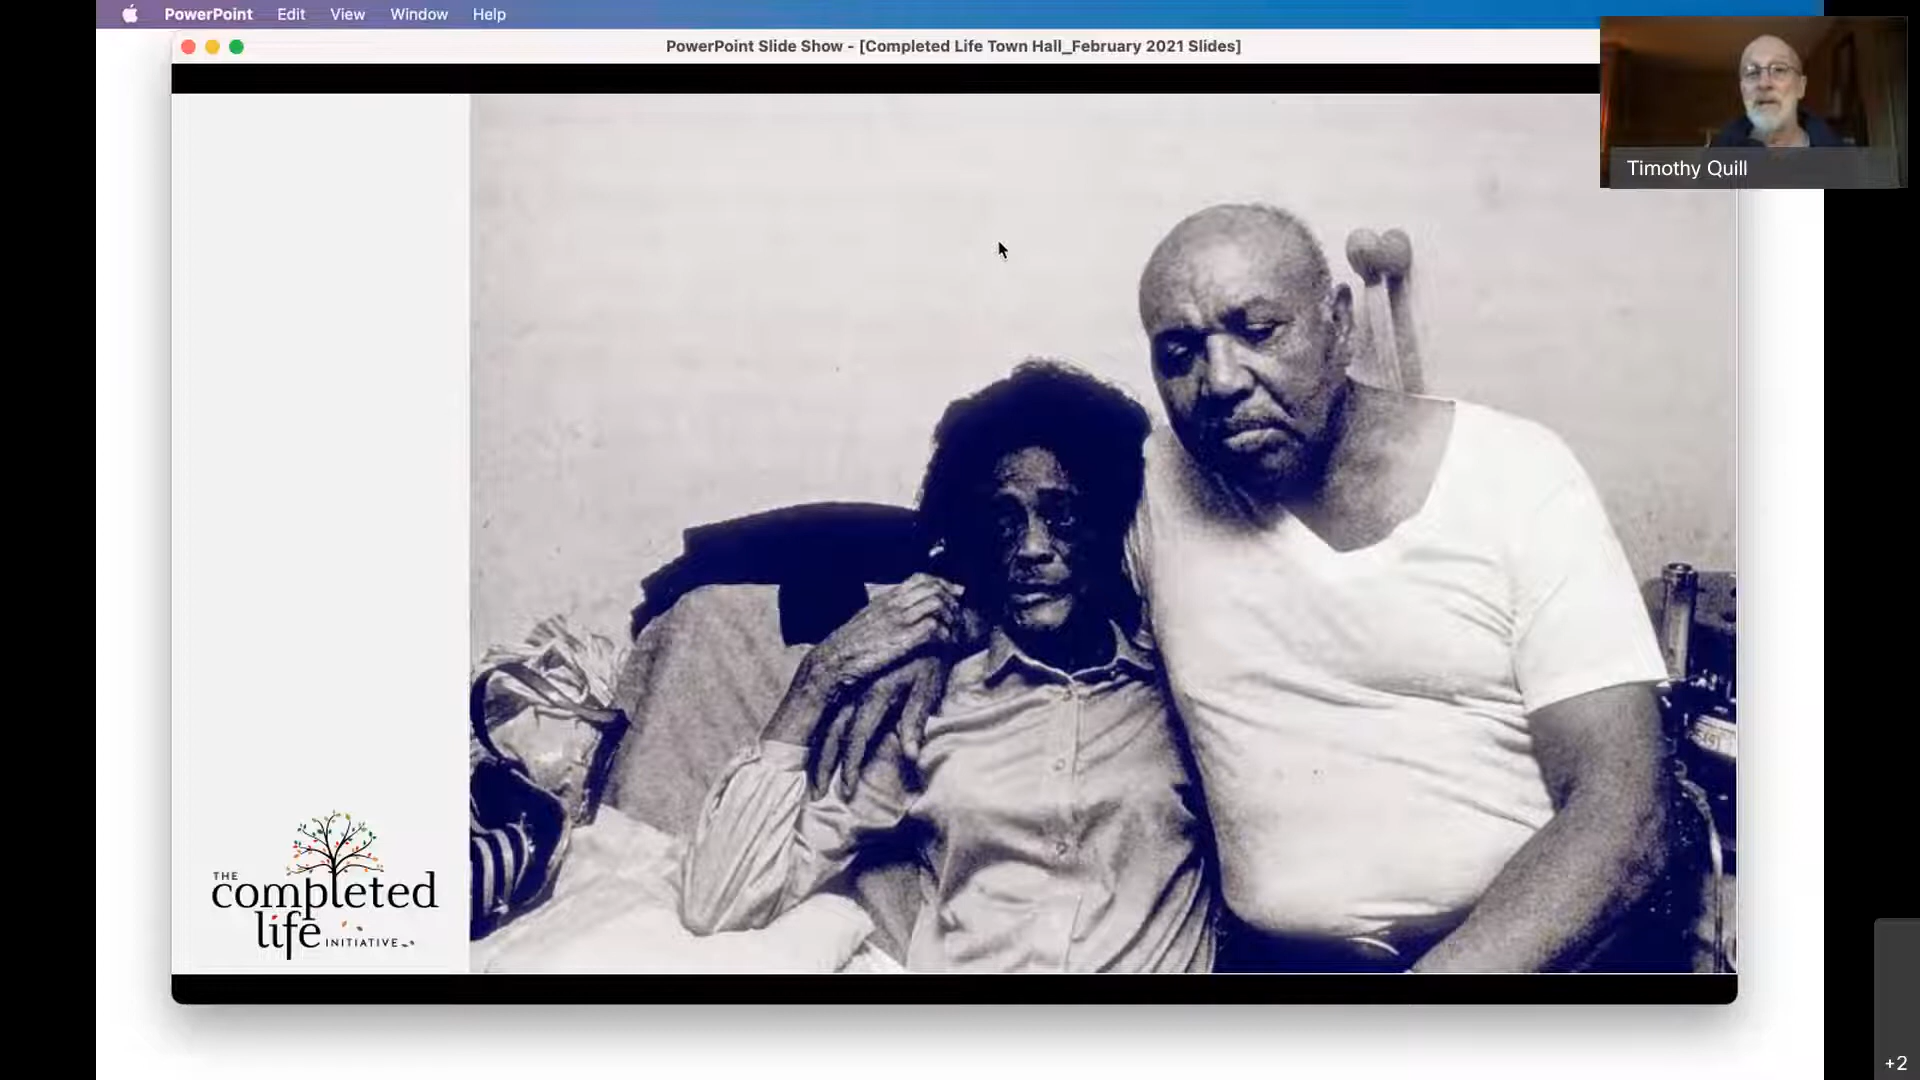 PowerPoint Edit View Window Help
PowerPoint Slide Show - [Completed Life Town Hall_February 2021 Slides]
Timothy Quill
THE
completed
life INITIATIVE
+2